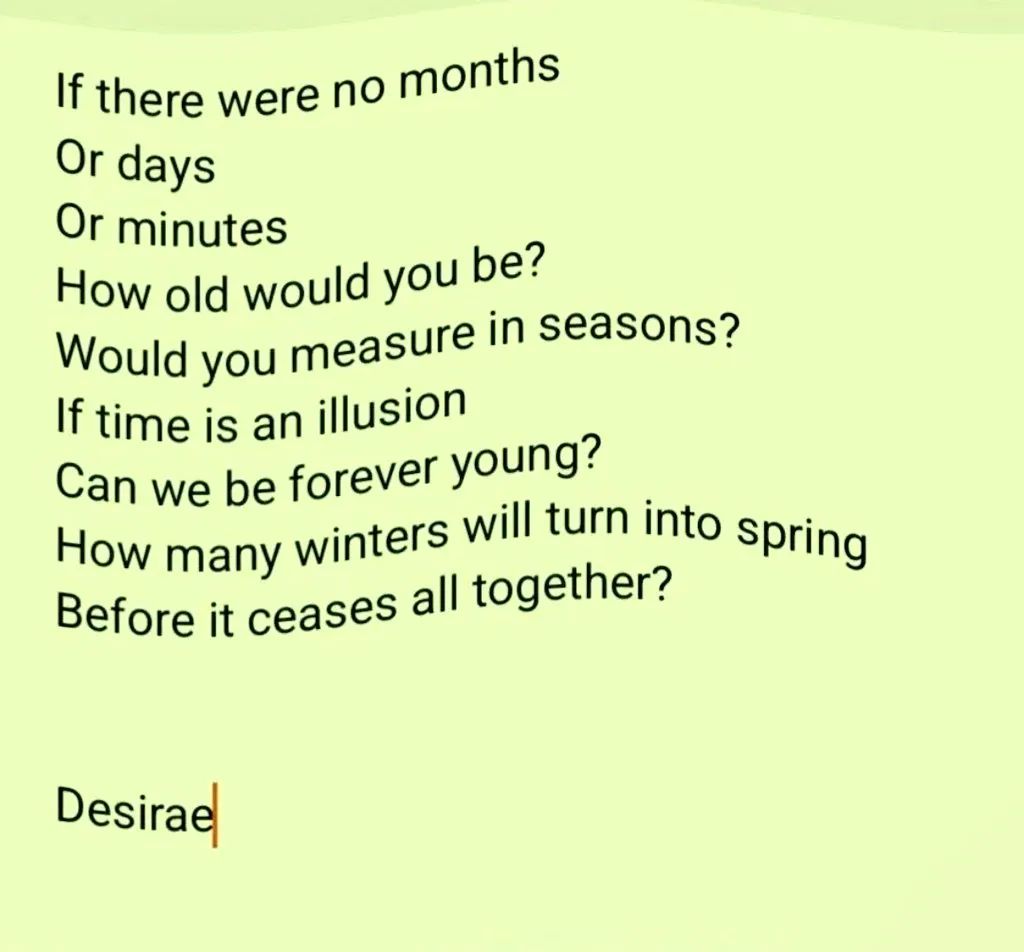 If there were no months
Or days
Or minutes
How old would you be?
Would you measure in seasons?
If time is an illusion
Can we be forever young?
How many winters will turn into spring
Before it ceases all together?
Desirae